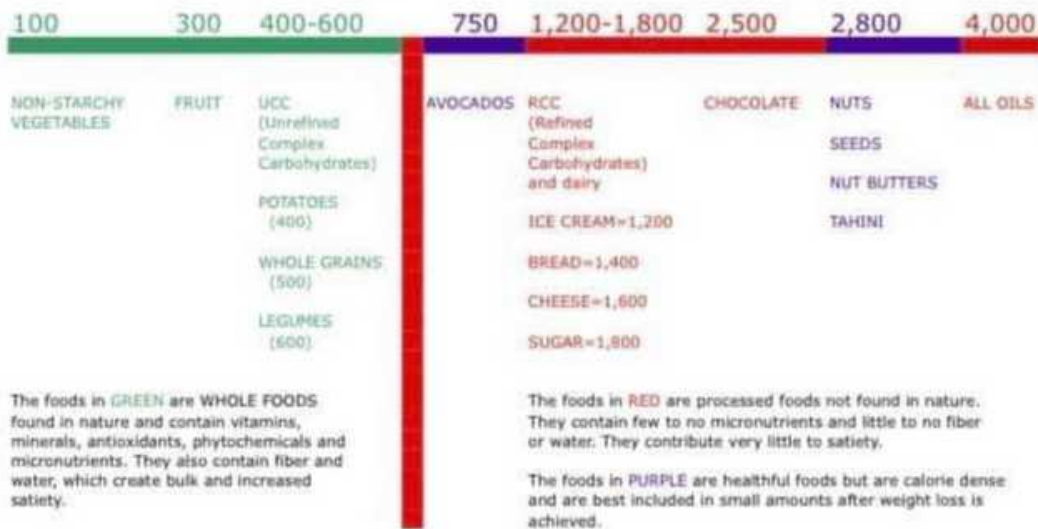 100 300 400-600 750 1,200-1,800 2,500 2,800 4,000
NON-STARCHY
VEGETABLES
FRUIT
UCC
(Unrefined
Complex
Carbohydrates)
POTATOES
(400)
WHOLE GRAINS
(500)
LEGUMES
(600)
AVOCADOS
RCC
(Refined
Complex
Carbohydrates)
and dairy
ICE CREAM=1,200
BREAD=1,400
CHEESE=1,600
SUGAR=1,800
CHOCOLATE
NUTS
SEEDS
NUT BUTTERS
TAHINI
ALL OILS
The foods in GREEN are WHOLE FOODS
found in nature and contain vitamins,
minerals, antioxidants, phytochemicals and
micronutrients. They also contain fiber and
water, which create bulk and increased
satiety.
The foods in RED are processed foods not found in nature.
They contain few to no micronutrients and little to no fiber
or water. They contribute very little to satiety.
The foods in PURPLE are healthful foods but are calorie dense
and are best included in small amounts after weight loss is
achieved.